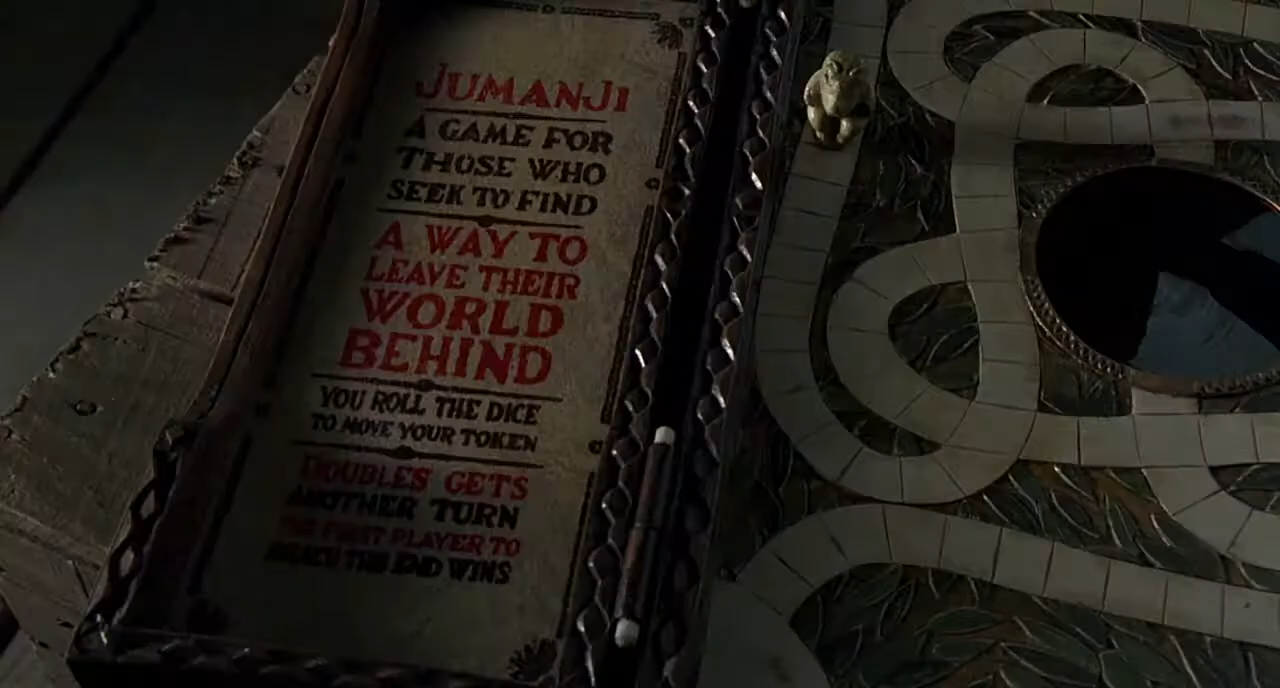 JUMANJI
A GAME FOR
THOSE WHO
SEEK TO FIND
A WAY TO
LEAVE THEIR
WORLD
BEHIND
YOU ROLL THE DICE
TO MOVE YOUR TOKEN
DOUBLES GETS
ANOTHER TURN
THE FIRST PLAYER TO
REACH THE END WINS